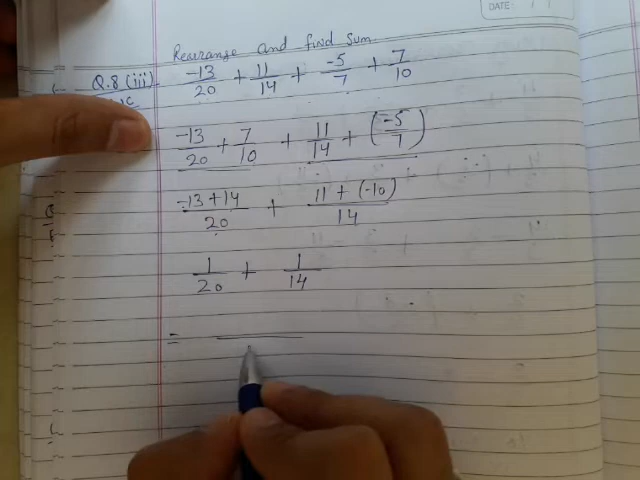 DATE:
Rearrange and find Sum
Q.8 (iii) -13/20 + 11/14 + -5/7 + 7/10
-13/20 + 7/10 + 11/14 + (-5/7)
-13+14/20 + 11+(-10)/14
1/20 + 1/14
=